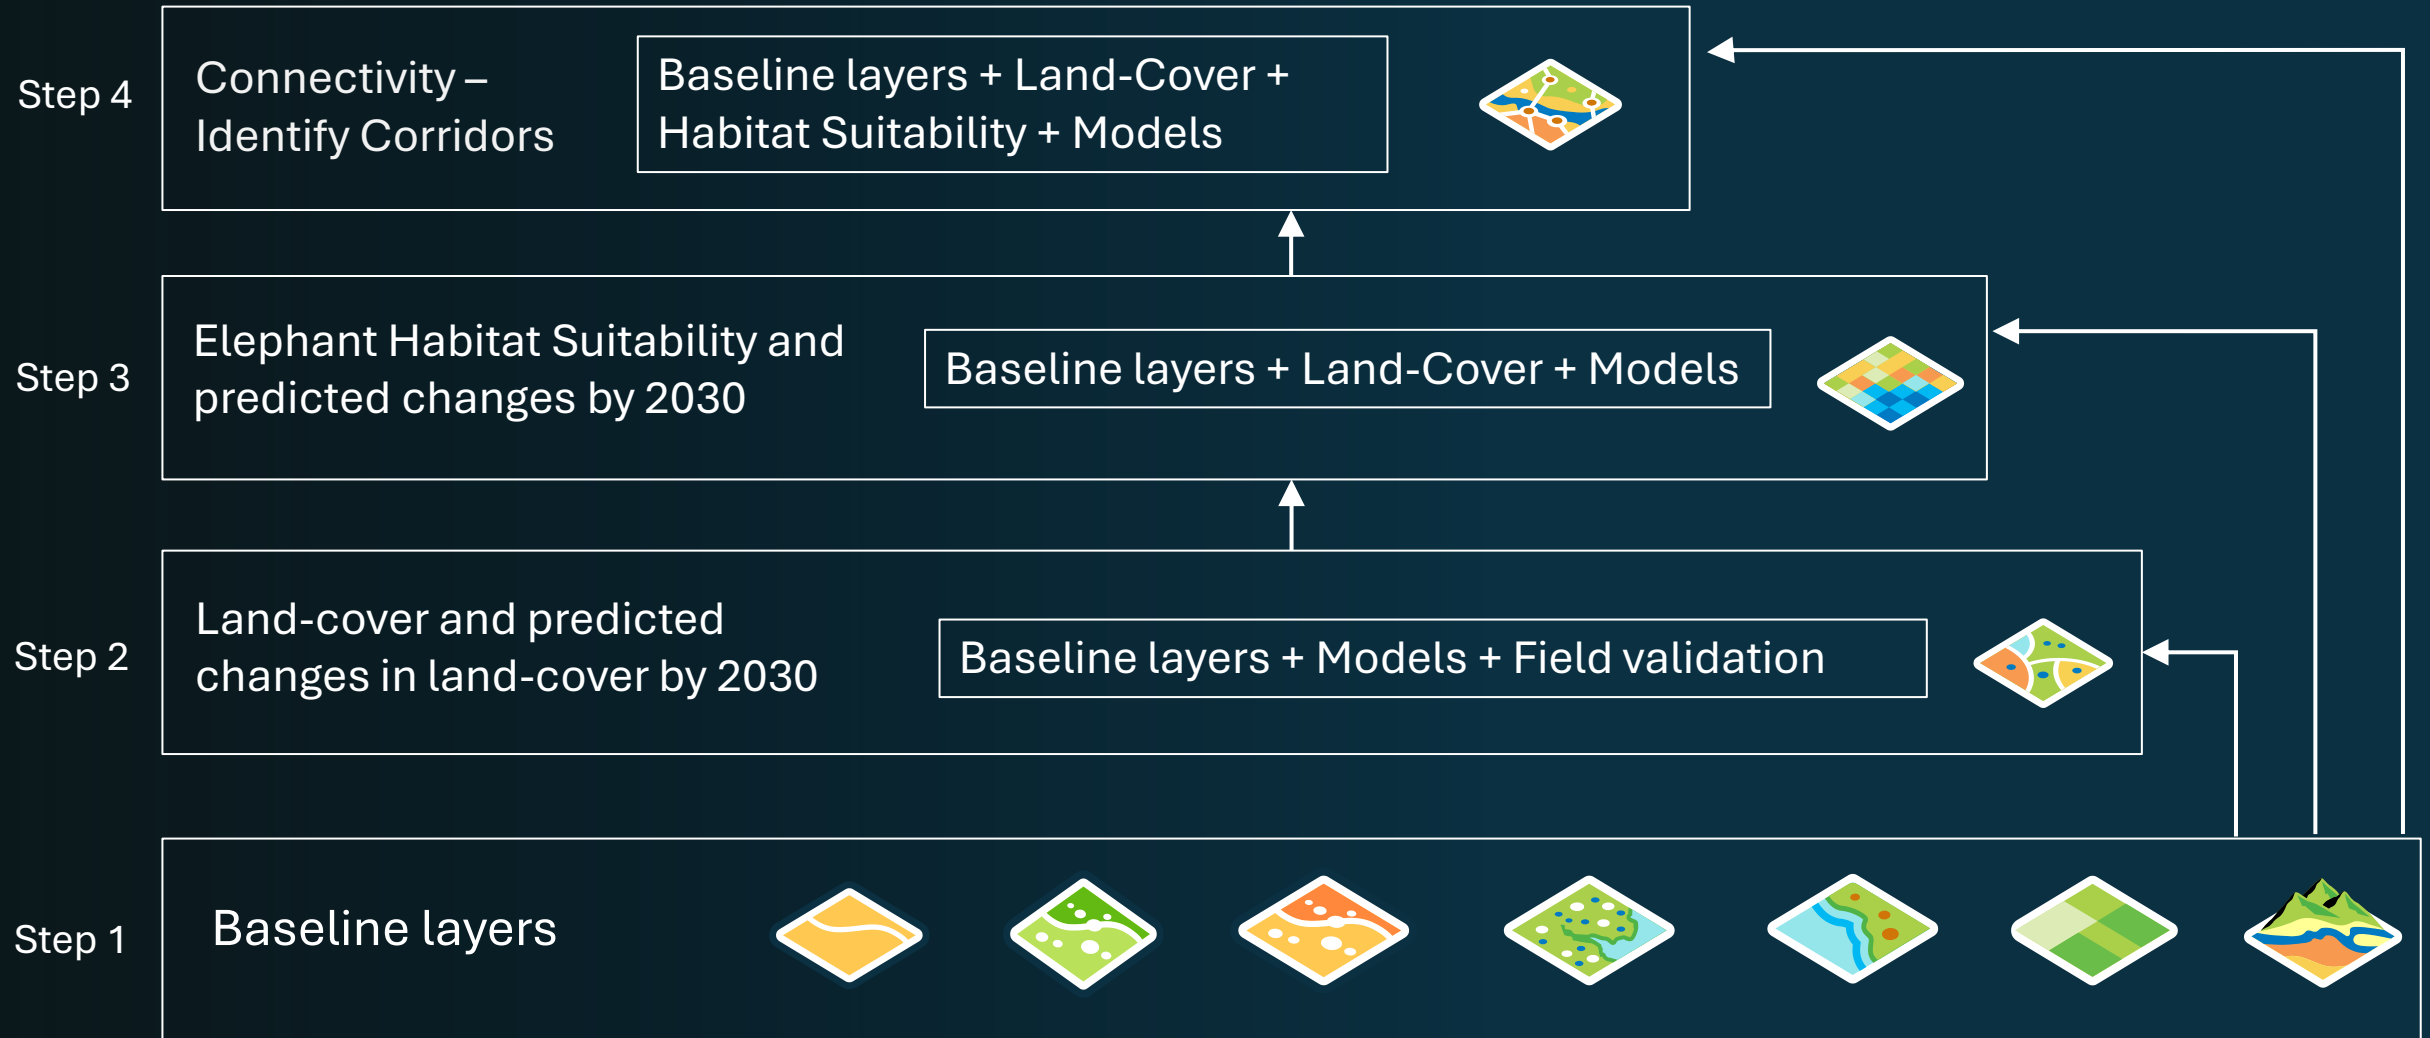 Step 4
Connectivity –
Identify Corridors
Baseline layers + Land-Cover +
Habitat Suitability + Models
Step 3
Elephant Habitat Suitability and
predicted changes by 2030
Baseline layers + Land-Cover + Models
Step 2
Land-cover and predicted
changes in land-cover by 2030
Baseline layers + Models + Field validation
Step 1
Baseline layers